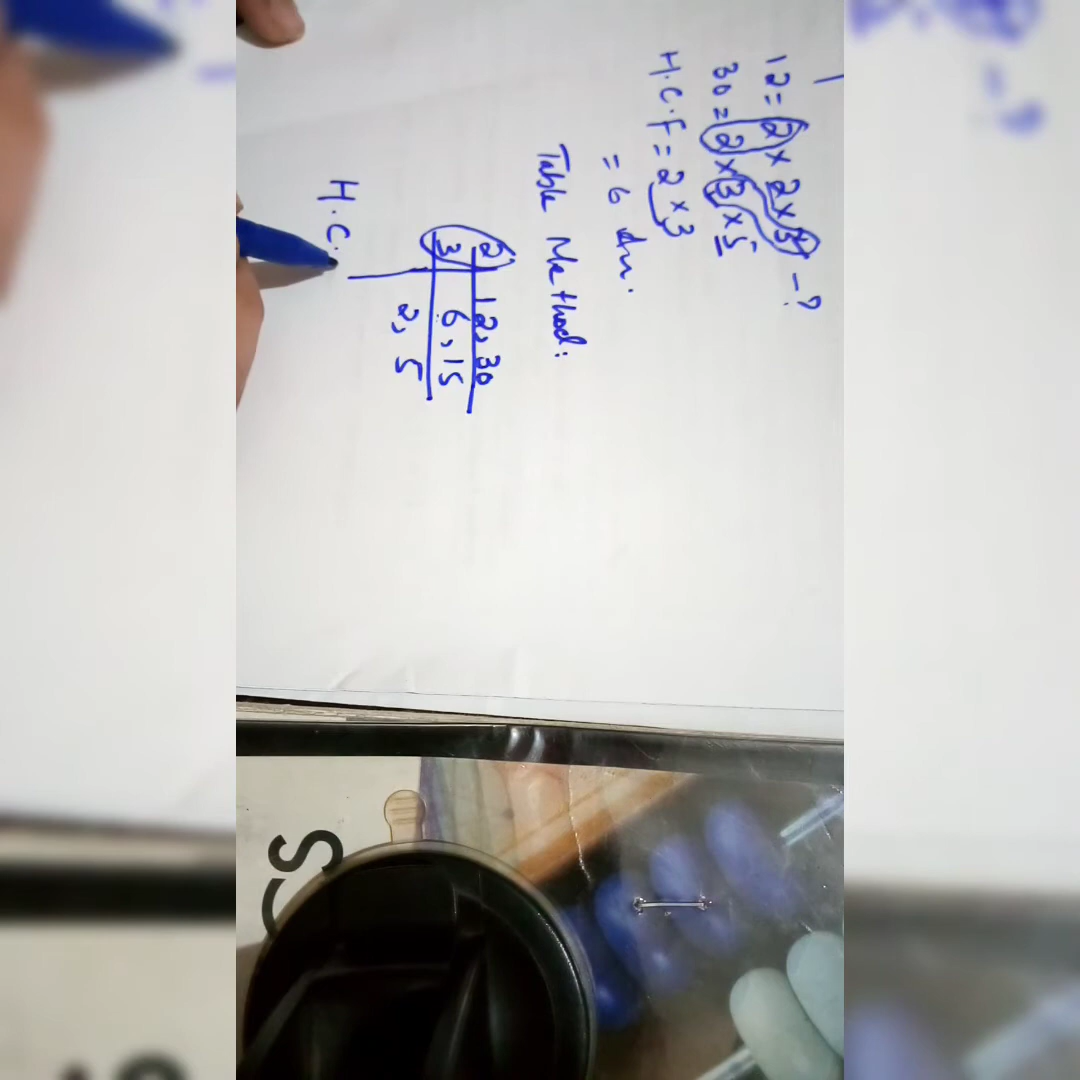 12 = 2 x 2 x 3 - ?
30 = 2 x 3 x 5
H.C.F = 2 x 3
= 6 Ans.
Table Method:
2 | 12, 30
3 | 6, 15
2, 5
H.C.
CS